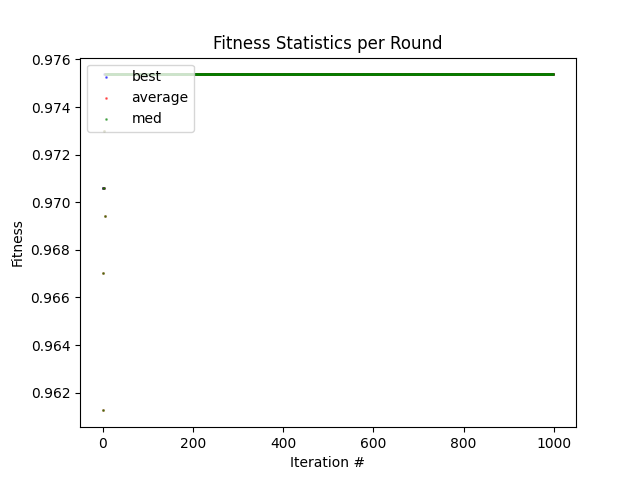 Fitness Statistics per Round
0.976
0.974
0.972
0.970
0.968
0.966
0.964
0.962
Fitness
best
average
med
0
200
400
600
800
1000
Iteration #